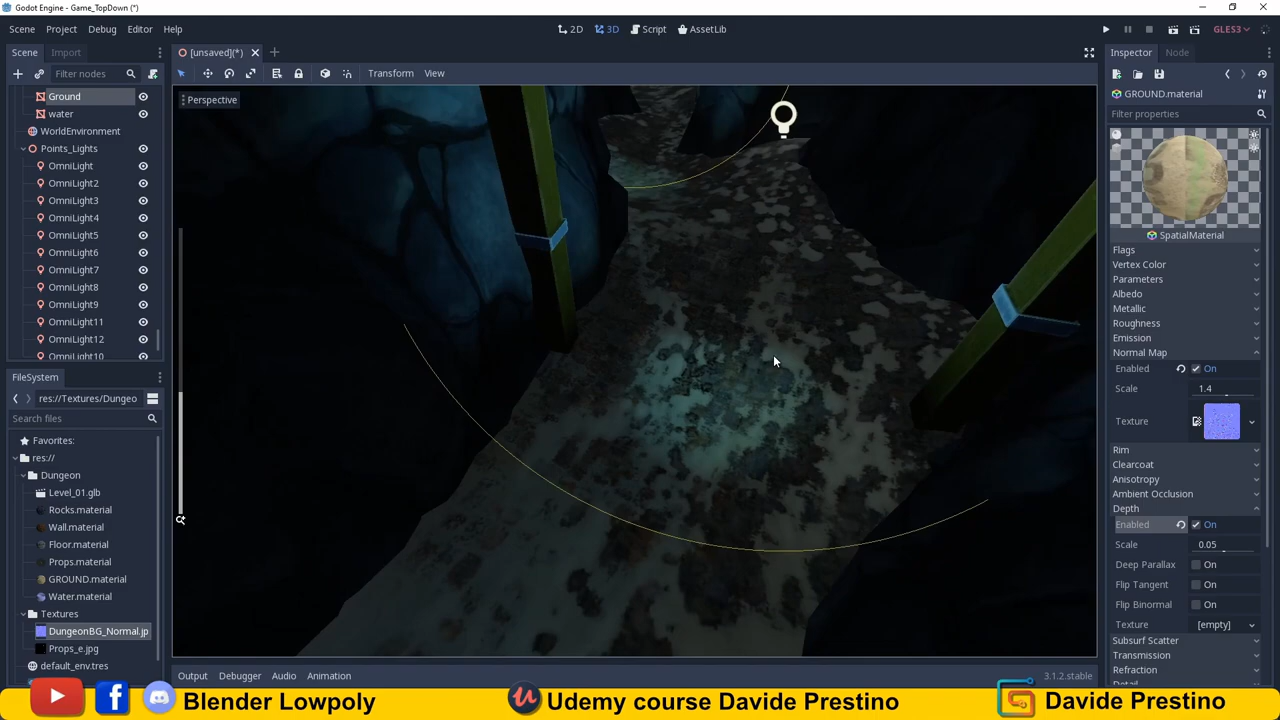 Godot Engine - Game_TopDown (*)
Scene Project Debug Editor Help
2D 3D Script AssetLib
GLES3
Scene Import
[unsaved](*)
Inspector Node
Filter nodes
Transform View
Ground
water
WorldEnvironment
Points_Lights
OmniLight
OmniLight2
OmniLight3
OmniLight4
OmniLight5
OmniLight6
OmniLight7
OmniLight8
OmniLight9
OmniLight11
OmniLight12
OmniLight10
FileSystem
res://Textures/Dungeo
Search files
Favorites:
res://
Dungeon
Level_01.glb
Rocks.material
Wall.material
Floor.material
Props.material
GROUND.material
Water.material
Textures
DungeonBG_Normal.jp
Props_e.jpg
default_env.tres
Perspective
Output Debugger Audio Animation
3.1.2.stable
GROUND.material
Filter properties
SpatialMaterial
Flags
Vertex Color
Parameters
Albedo
Metallic
Roughness
Emission
Normal Map
Enabled On
Scale 1.4
Texture
Rim
Clearcoat
Anisotropy
Ambient Occlusion
Depth
Enabled On
Scale 0.05
Deep Parallax On
Flip Tangent On
Flip Binormal On
Texture [empty]
Subsurf Scatter
Transmission
Refraction
Detail
Blender Lowpoly
Udemy course Davide Prestino
Davide Prestino